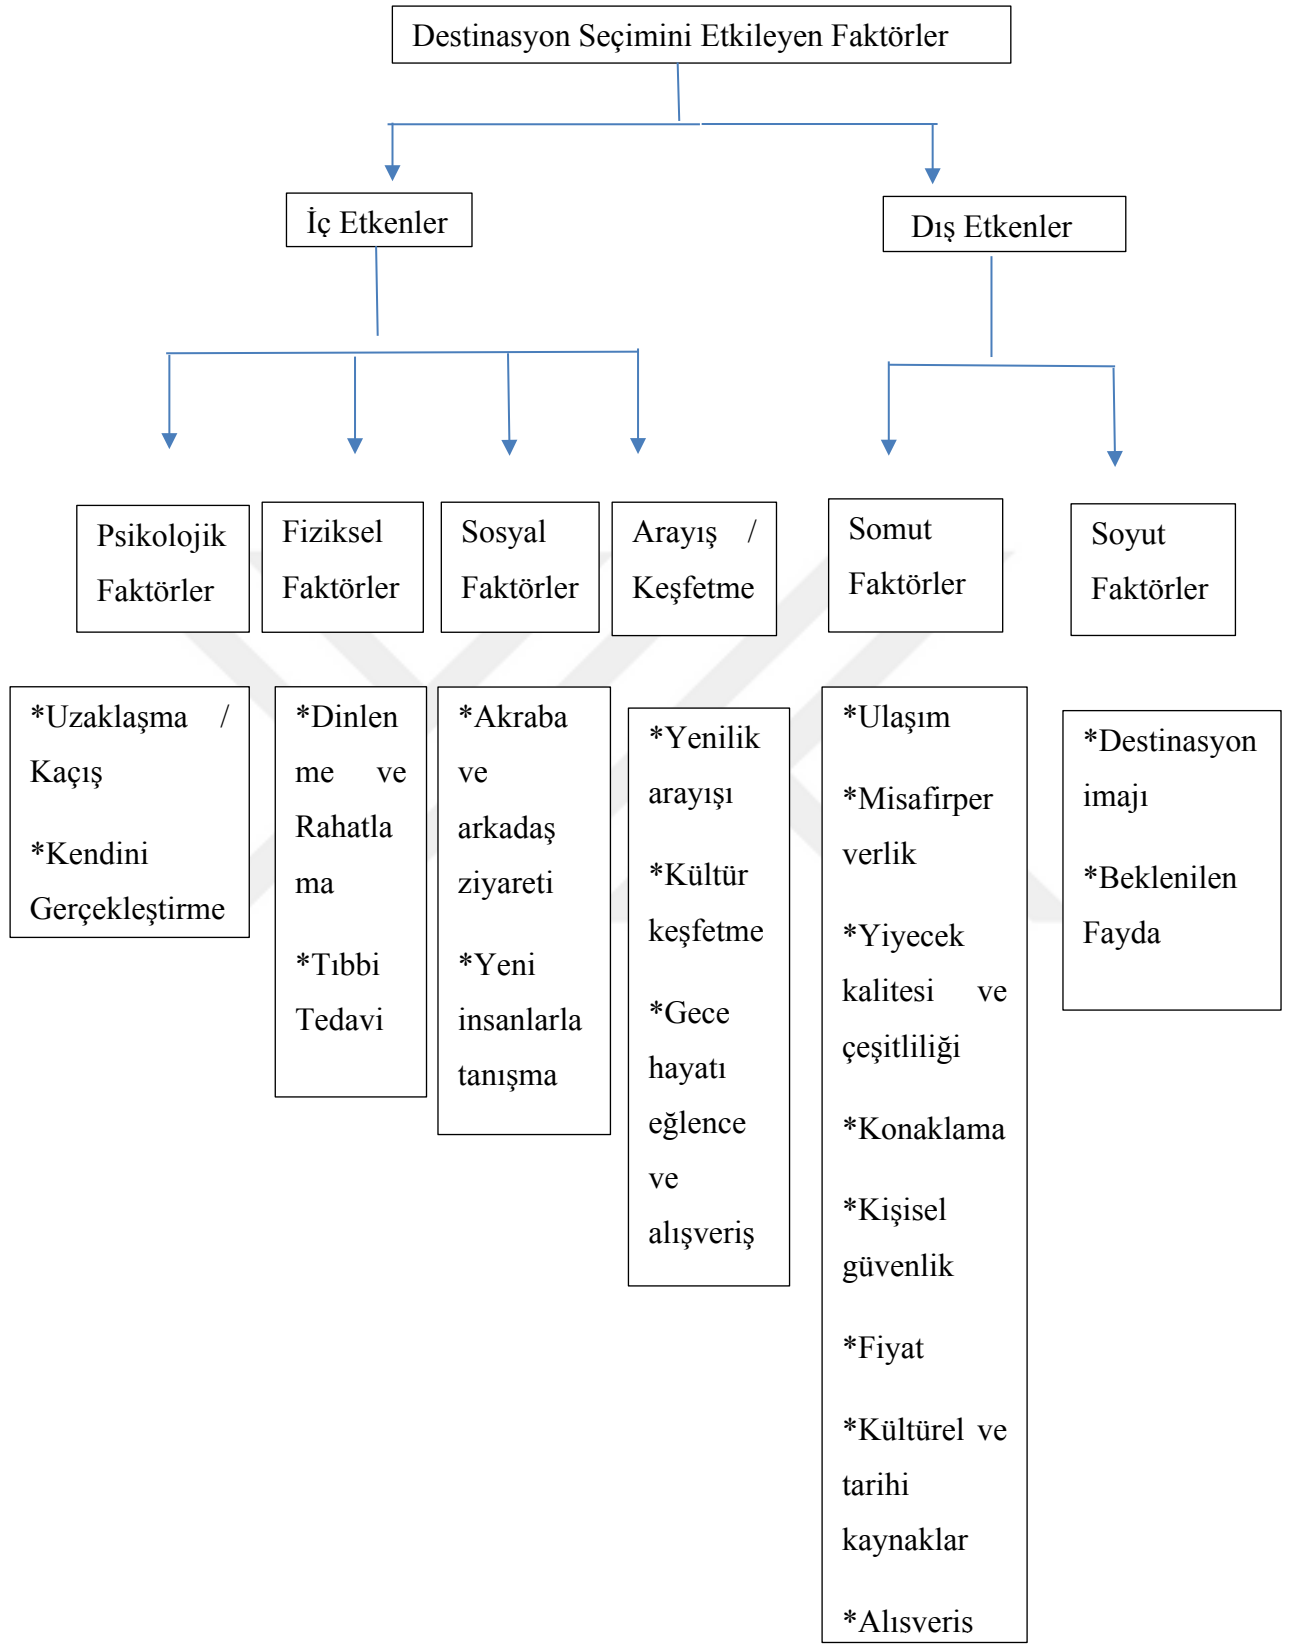 Destinasyon Seçimini Etkileyen Faktörler
İç Etkenler
Dış Etkenler
Psikolojik
Faktörler
Fiziksel
Faktörler
Sosyal
Faktörler
Arayış /
Keşfetme
Somut
Faktörler
Soyut
Faktörler
*Uzaklaşma /
Kaçış
*Kendini
Gerçekleştirme
*Dinlen
me ve
Rahatla
ma
*Tıbbi
Tedavi
*Akraba
ve
arkadaş
ziyareti
*Yeni
insanlarla
tanışma
*Yenilik
arayışı
*Kültür
keşfetme
*Gece
hayatı
eğlence
ve
alışveriş
*Ulaşım
*Misafirper
verlik
*Yiyecek
kalitesi ve
çeşitliliği
*Konaklama
*Kişisel
güvenlik
*Fiyat
*Kültürel ve
tarihi
kaynaklar
*Alısveris
*Destinasyon
imajı
*Beklenilen
Fayda